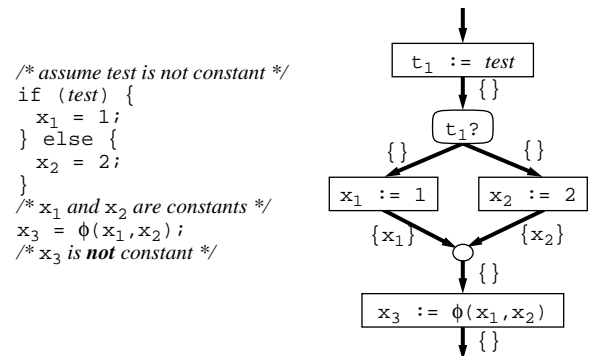 /* assume test is not constant */
if (test) {
x₁ = 1;
} else {
x₂ = 2;
}
/* x₁ and x₂ are constants */
x₃ = ϕ(x₁,x₂);
/* x₃ is not constant */
t₁ := test
{}
t₁?
{} {}
x₁ := 1 x₂ := 2
{x₁} {x₂}
{}
x₃ := ϕ(x₁,x₂)
{}